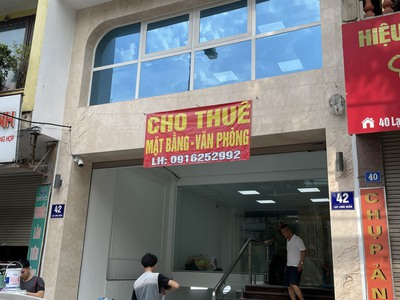 CHO THUÊ
MẶT BẰNG - VĂN PHÒNG
LH: 0916252992
HIỆU
40 Lạ
42
42
40
CHỤP ẢN